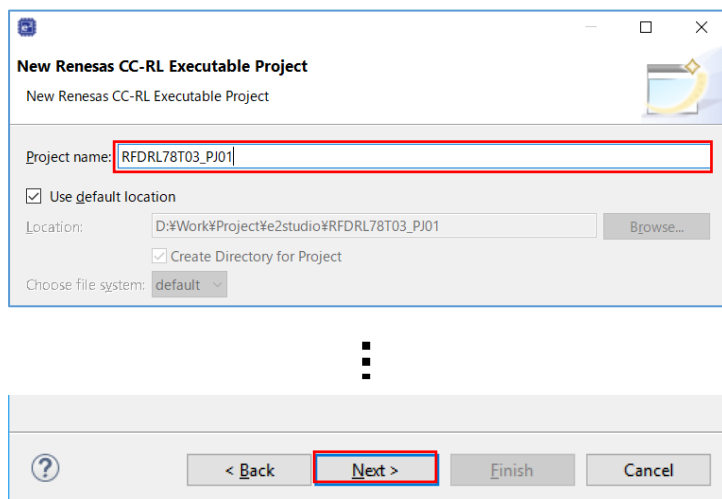 New Renesas CC-RL Executable Project
New Renesas CC-RL Executable Project
Project name: RFDRL78T03_PJ01
Use default location
Location: D:¥Work¥Project¥e2studio¥RFDRL78T03_PJ01 Browse...
Create Directory for Project
Choose file system: default
< Back Next > Finish Cancel